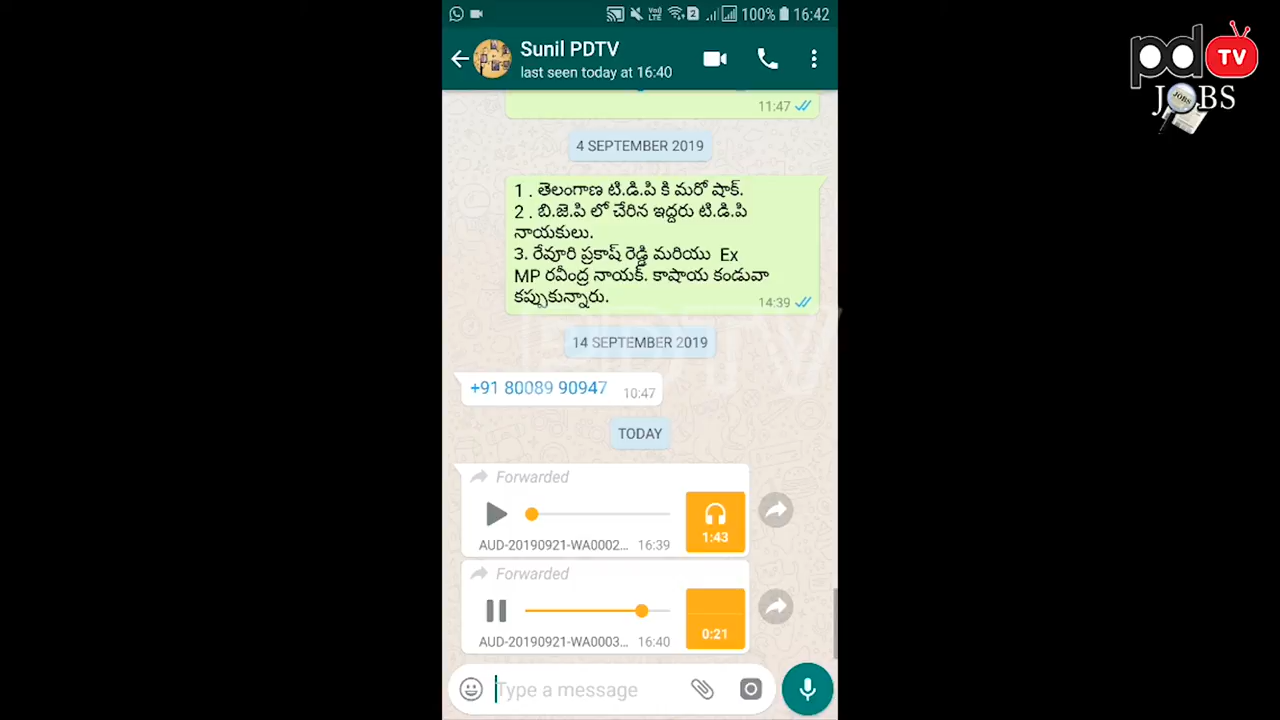 2 100% 16:42
Sunil PDTV
last seen today at 16:40
pd TV
JOBS
11:47
4 SEPTEMBER 2019
1 . తెలంగాణ టి.డి.పి కి మరో షాక్.
2 . బి.జె.పి లో చేరిన ఇద్దరు టి.డి.పి
నాయకులు.
3. రేవూరి ప్రకాష్ రెడ్డి మరియు Ex
MP రవీంద్ర నాయక్. కాషాయ కండువా
కప్పుకున్నారు.
14:39
PDTV
14 SEPTEMBER 2019
+91 80089 90947 10:47
TODAY
Forwarded
1:43
AUD-20190921-WA0002... 16:39
Forwarded
0:21
AUD-20190921-WA0003... 16:40
Type a message